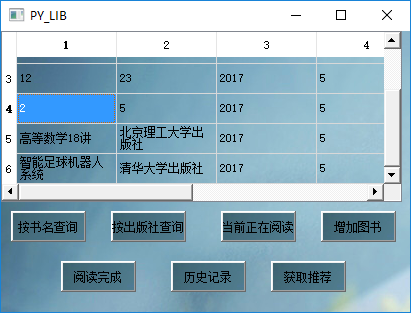 PY_LIB
1 2 3 4
3 12 23 2017 5
4 2 5 2017 5
5 高等数学18讲 北京理工大学出版社 2017 5
6 智能足球机器人系统 清华大学出版社 2017 5
按书名查询 按出版社查询 当前正在阅读 增加图书
阅读完成 历史记录 获取推荐